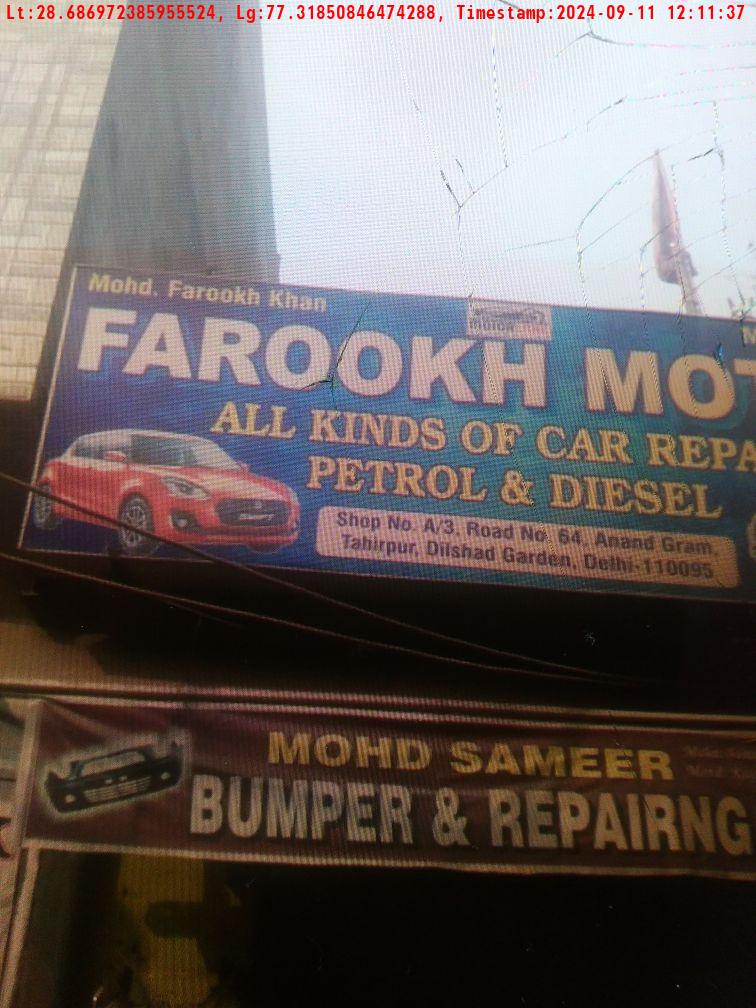 Lt:28.686972385955524, Lg:77.31850846474288, Timestamp:2024-09-11 12:11:37
Mohd. Farookh Khan
FAROOKH MOT
ALL KINDS OF CAR REPA
PETROL & DIESEL
Shop No. A/3, Road No. 64, Anand Gram,
Tahirpur, Dilshad Garden, Delhi-110095
MOHD SAMEER
BUMPER & REPAIRNG